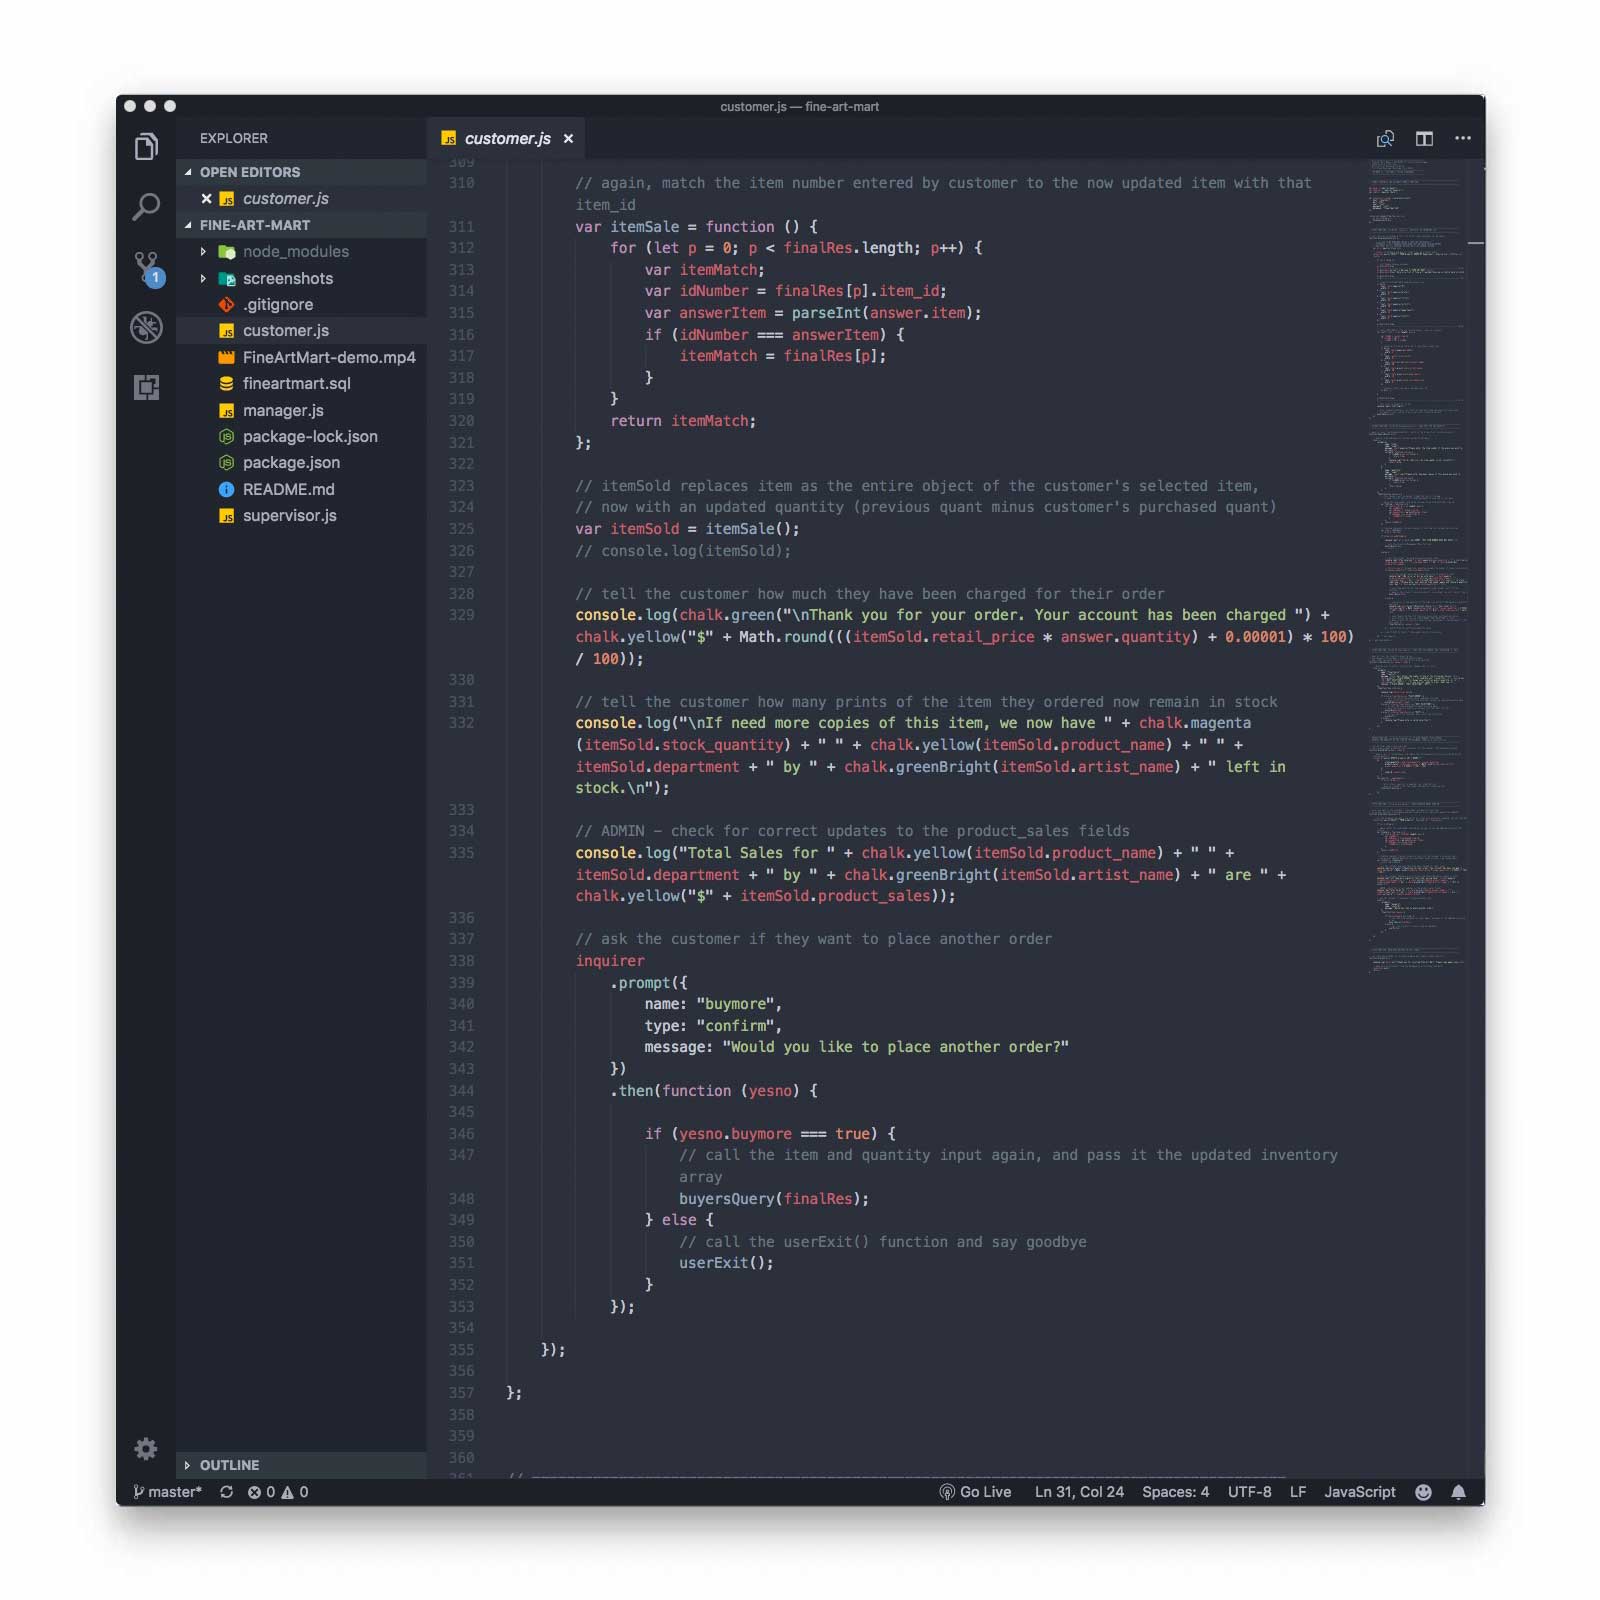 customer.js — fine-art-mart
EXPLORER
OPEN EDITORS
customer.js
FINE-ART-MART
node_modules
screenshots
.gitignore
customer.js
FineArtMart-demo.mp4
fineartmart.sql
manager.js
package-lock.json
package.json
README.md
supervisor.js
OUTLINE
1
customer.js
309
310 // again, match the item number entered by customer to the now updated item with that
item_id
311 var itemSale = function () {
312 for (let p = 0; p < finalRes.length; p++) {
313 var itemMatch;
314 var idNumber = finalRes[p].item_id;
315 var answerItem = parseInt(answer.item);
316 if (idNumber === answerItem) {
317 itemMatch = finalRes[p];
318 }
319 }
320 return itemMatch;
321 };
322
323 // itemSold replaces item as the entire object of the customer's selected item,
324 // now with an updated quantity (previous quant minus customer's purchased quant)
325 var itemSold = itemSale();
326 // console.log(itemSold);
327
328 // tell the customer how much they have been charged for their order
329 console.log(chalk.green("\nThank you for your order. Your account has been charged ") +
chalk.yellow("$" + Math.round(((itemSold.retail_price * answer.quantity) + 0.00001) * 100)
/ 100));
330
331 // tell the customer how many prints of the item they ordered now remain in stock
332 console.log("\nIf need more copies of this item, we now have " + chalk.magenta
(itemSold.stock_quantity) + " " + chalk.yellow(itemSold.product_name) + " " +
itemSold.department + " by " + chalk.greenBright(itemSold.artist_name) + " left in
stock.\n");
333
334 // ADMIN – check for correct updates to the product_sales fields
335 console.log("Total Sales for " + chalk.yellow(itemSold.product_name) + " " +
itemSold.department + " by " + chalk.greenBright(itemSold.artist_name) + " are " +
chalk.yellow("$" + itemSold.product_sales));
336
337 // ask the customer if they want to place another order
338 inquirer
339 .prompt({
340 name: "buymore",
341 type: "confirm",
342 message: "Would you like to place another order?"
343 })
344 .then(function (yesno) {
345
346 if (yesno.buymore === true) {
347 // call the item and quantity input again, and pass it the updated inventory
array
348 buyersQuery(finalRes);
349 } else {
350 // call the userExit() function and say goodbye
351 userExit();
352 }
353 });
354
355 });
356
357 };
358
359
360
361 //
master* 0 0 Go Live Ln 31, Col 24 Spaces: 4 UTF-8 LF JavaScript